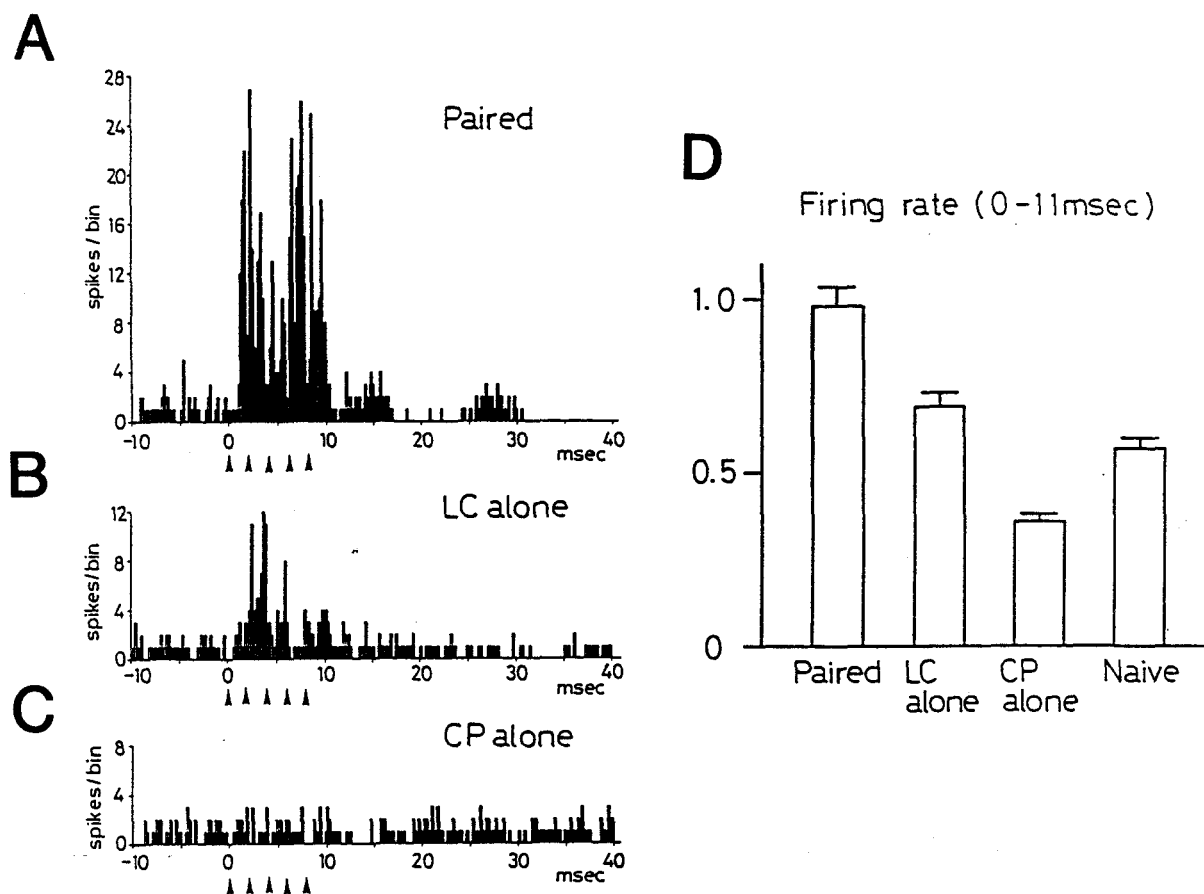 A
Paired
spikes / bin
28
24
20
16
12
8
4
0
-10 0 10 20 30 40
msec
B
LC alone
spikes/bin
12
8
4
0
-10 0 10 20 30 40
msec
C
CP alone
spikes/bin
8
4
0
-10 0 10 20 30 40
msec
D
Firing rate (0-11msec)
1.0
0.5
0
Paired LC CP Naive
alone alone